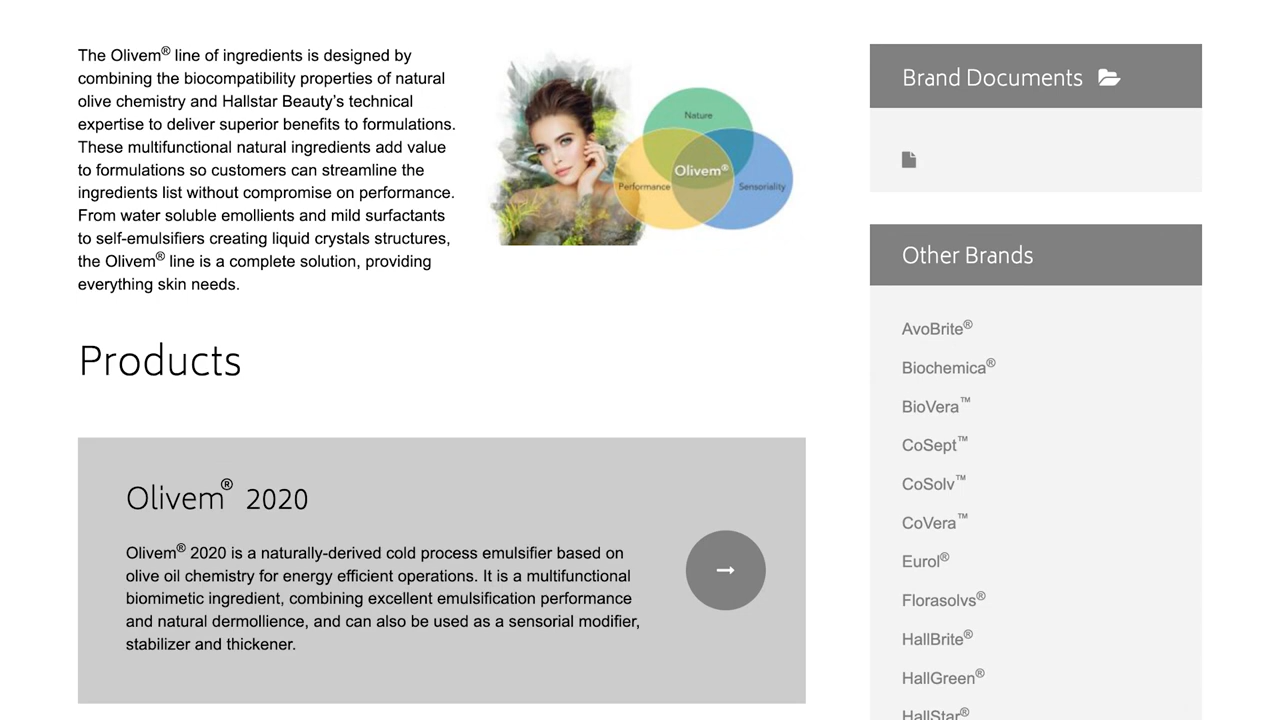 The Olivem® line of ingredients is designed by
combining the biocompatibility properties of natural
olive chemistry and Hallstar Beauty's technical
expertise to deliver superior benefits to formulations.
These multifunctional natural ingredients add value
to formulations so customers can streamline the
ingredients list without compromise on performance.
From water soluble emollients and mild surfactants
to self-emulsifiers creating liquid crystals structures,
the Olivem® line is a complete solution, providing
everything skin needs.
Nature
Olivem®
Performance
Sensoriality
Products
Olivem® 2020
Olivem® 2020 is a naturally-derived cold process emulsifier based on
olive oil chemistry for energy efficient operations. It is a multifunctional
biomimetic ingredient, combining excellent emulsification performance
and natural dermollience, and can also be used as a sensorial modifier,
stabilizer and thickener.
Brand Documents
Other Brands
AvoBrite®
Biochemica®
BioVera™
CoSept™
CoSolv™
CoVera™
Eurol®
Florasolvs®
HallBrite®
HallGreen®
HallStar®